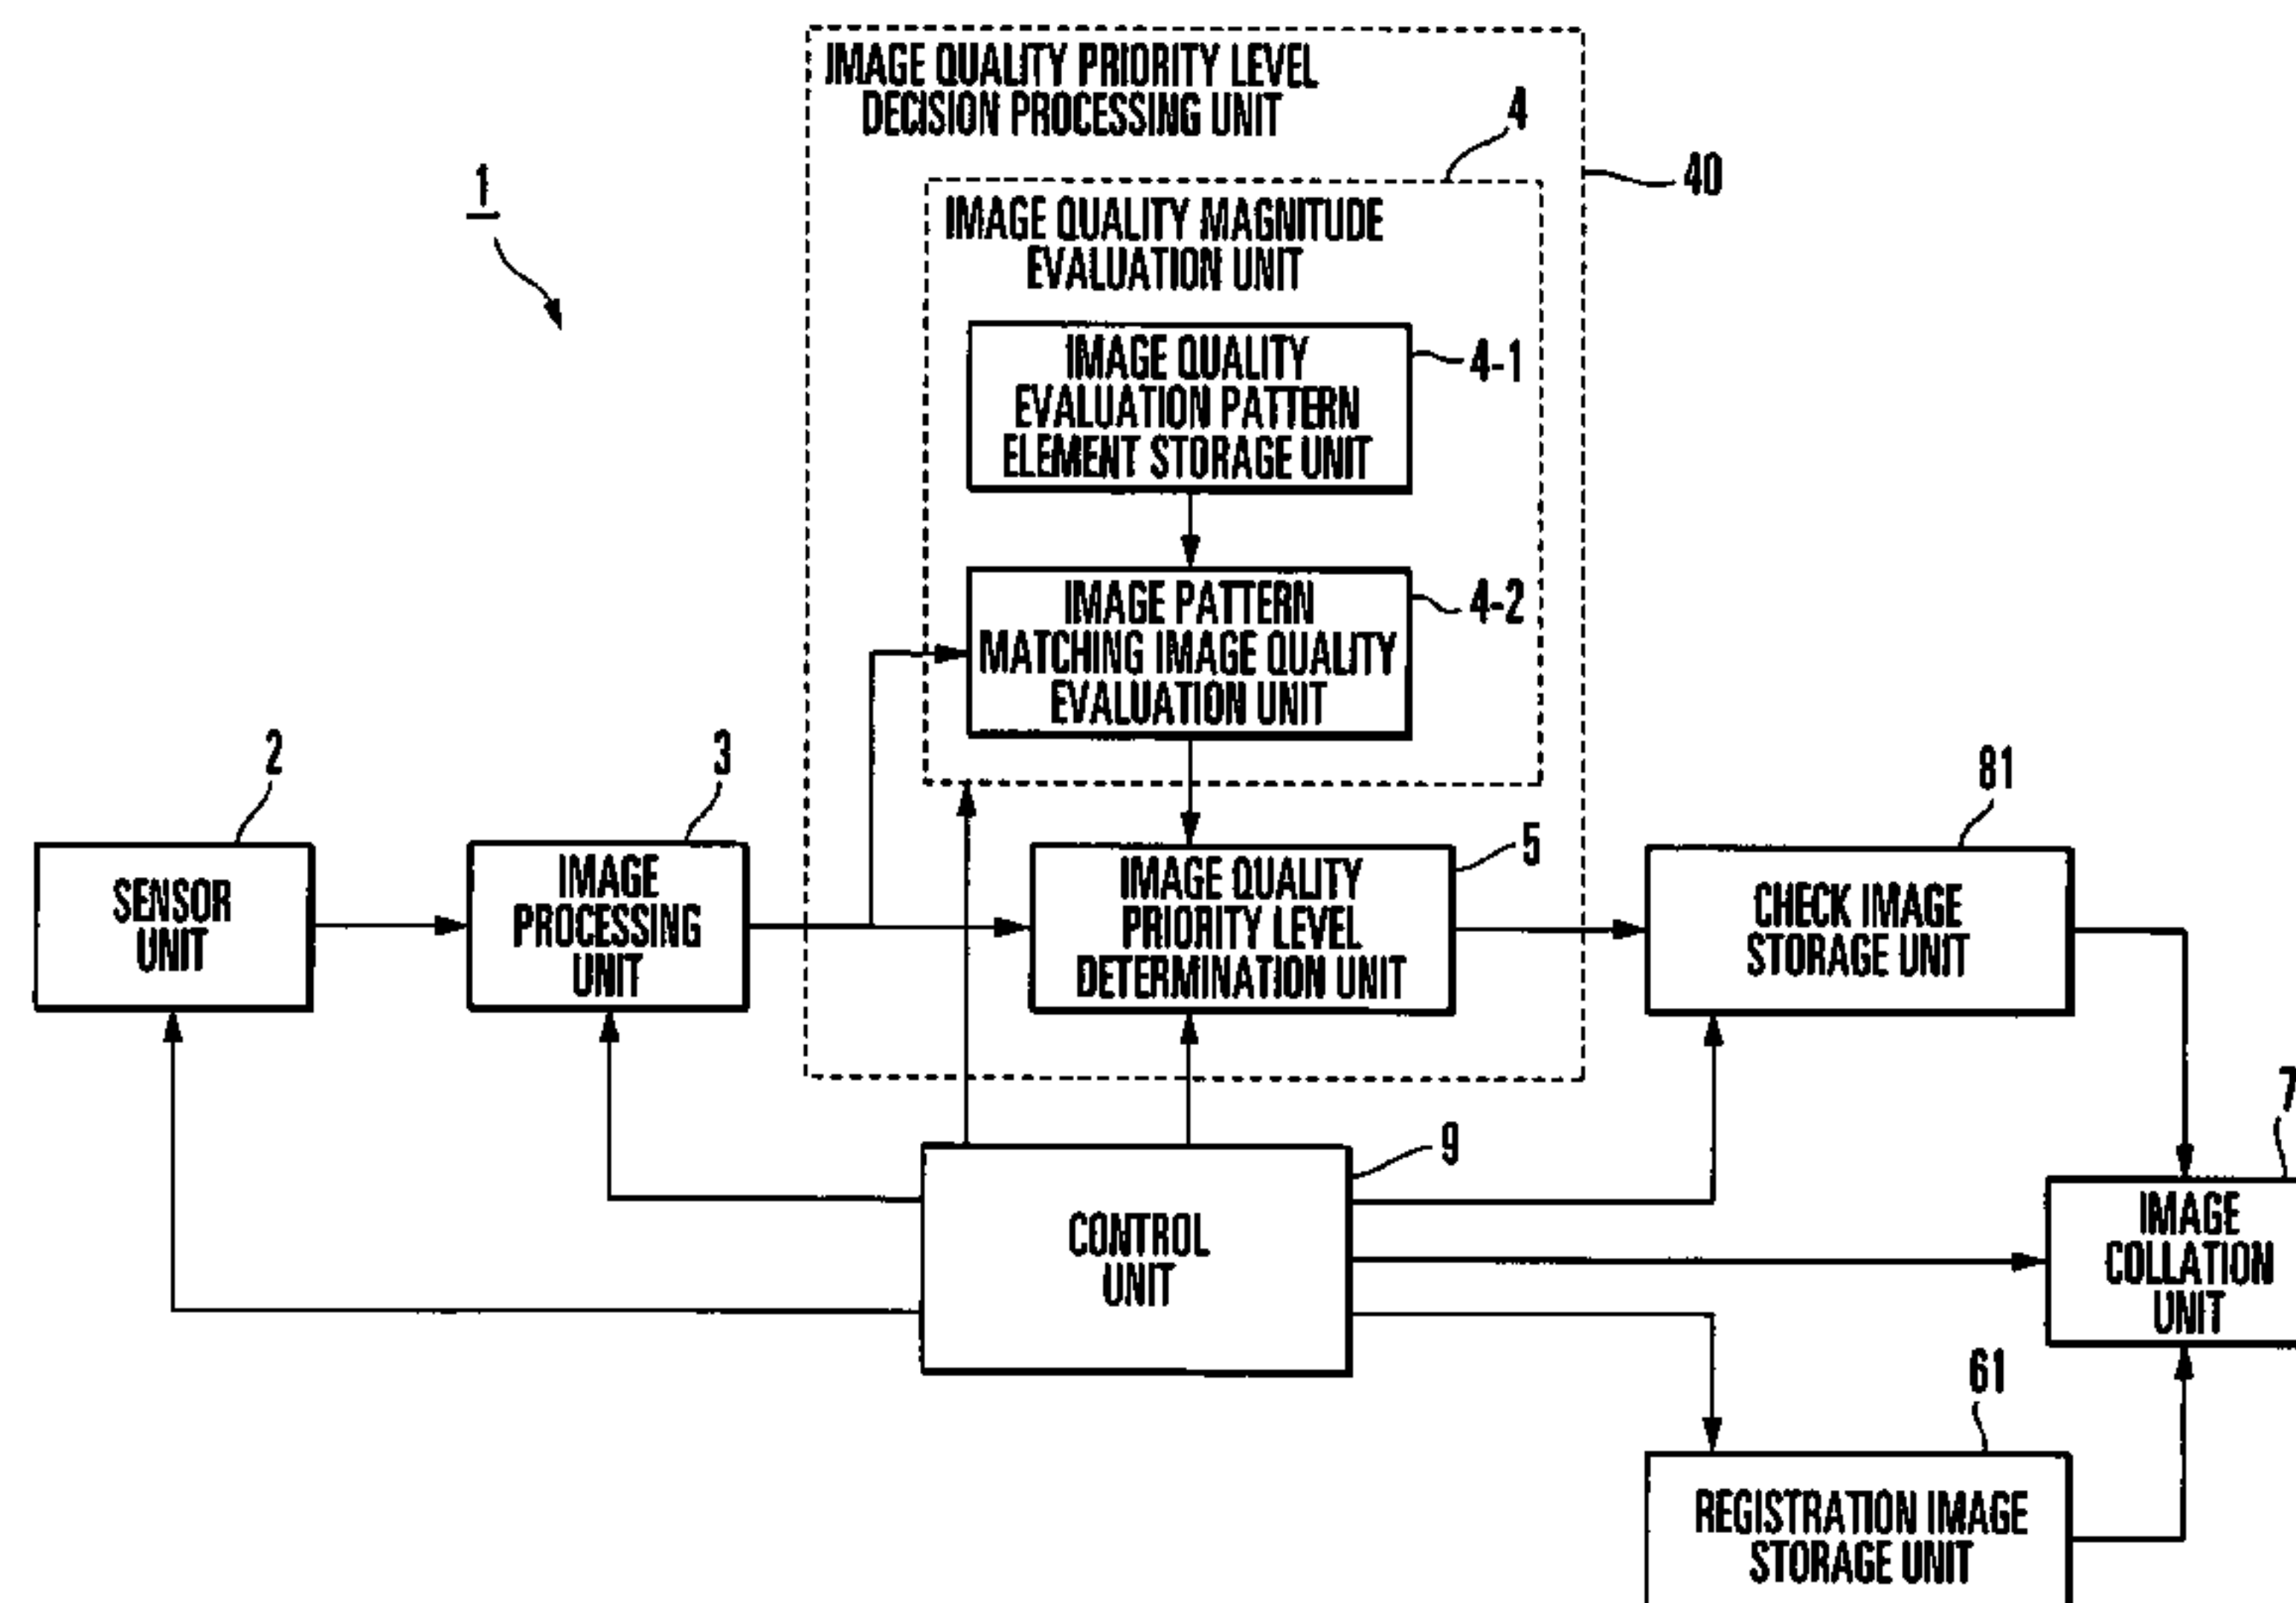 IMAGE QUALITY PRIORITY LEVEL
DECISION PROCESSING UNIT
4
40
1
IMAGE QUALITY MAGNITUDE
EVALUATION UNIT
IMAGE QUALITY
EVALUATION PATTERN
ELEMENT STORAGE UNIT
4-1
IMAGE PATTERN
MATCHING IMAGE QUALITY
EVALUATION UNIT
4-2
2
3
81
SENSOR
UNIT
IMAGE
PROCESSING
UNIT
5
IMAGE QUALITY
PRIORITY LEVEL
DETERMINATION UNIT
CHECK IMAGE
STORAGE UNIT
7
9
CONTROL
UNIT
IMAGE
COLLATION
UNIT
61
REGISTRATION IMAGE
STORAGE UNIT